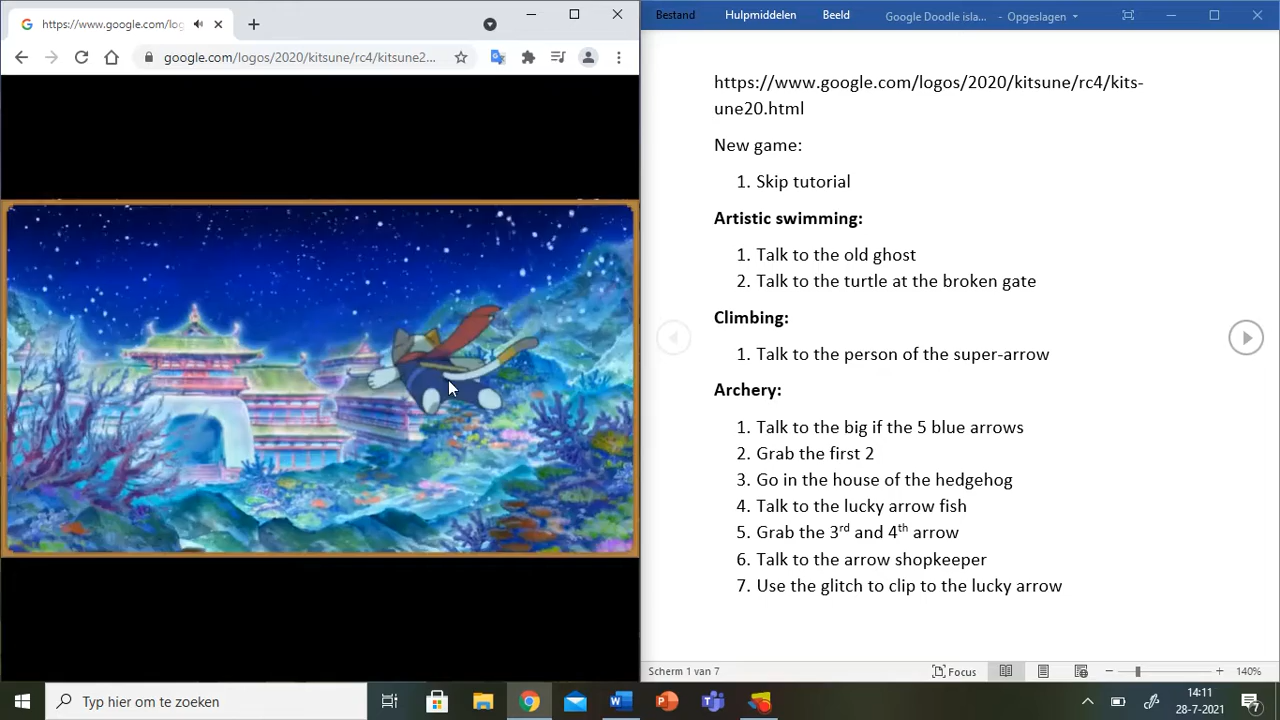 https://www.google.com/log
Bestand Hulpmiddelen Beeld Google Doodle isla... - Opgeslagen
google.com/logos/2020/kitsune/rc4/kitsune2...
https://www.google.com/logos/2020/kitsune/rc4/kits-
une20.html
New game:
1. Skip tutorial
Artistic swimming:
1. Talk to the old ghost
2. Talk to the turtle at the broken gate
Climbing:
1. Talk to the person of the super-arrow
Archery:
1. Talk to the big if the 5 blue arrows
2. Grab the first 2
3. Go in the house of the hedgehog
4. Talk to the lucky arrow fish
5. Grab the 3rd and 4th arrow
6. Talk to the arrow shopkeeper
7. Use the glitch to clip to the lucky arrow
Scherm 1 van 7 Focus 140%
Typ hier om te zoeken
14:11
28-7-2021
7